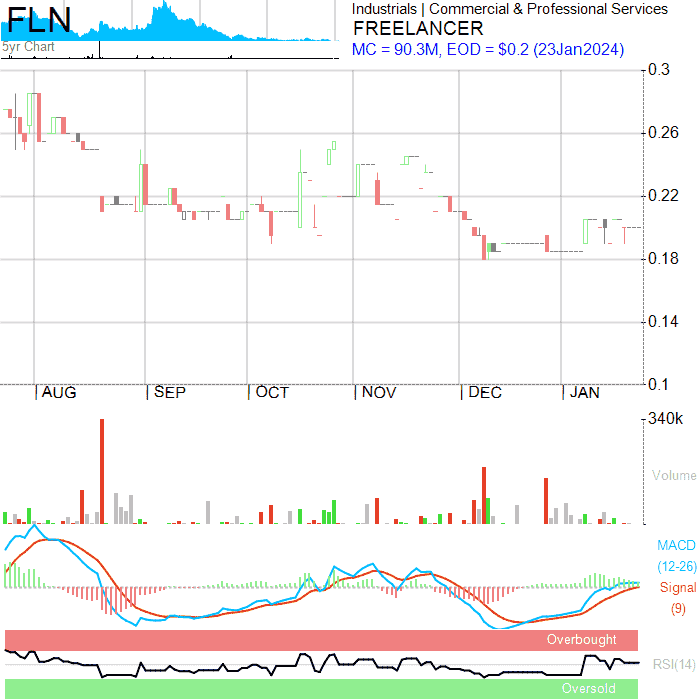 FLN
5yr Chart
Industrials | Commercial & Professional Services
FREELANCER
MC = 90.3M, EOD = $0.2 (23Jan2024)
0.3
0.26
0.22
0.18
0.14
0.1
AUG SEP OCT NOV DEC JAN
340k
Volume
MACD
(12-26)
Signal
(9)
Overbought
RSI(14)
Oversold